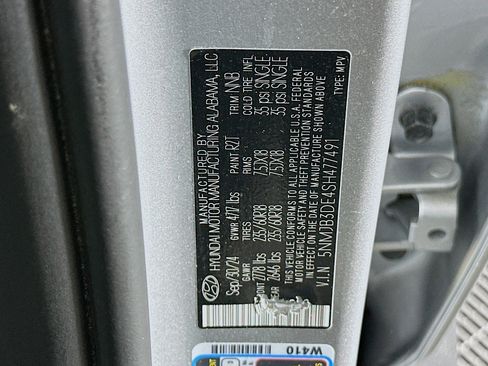 MANUFACTURED BY
HYUNDAI MOTOR MANUFACTURING ALABAMA, LLC
Sep/30/24 GVWR 4717 lbs PAINT R2T TRIM NNB
GAWR TIRES RIMS COLD TIRE INFL
2778 lbs 235/60R18 7.5JX18 35 psi SINGLE
2646 lbs 235/60R18 7.5JX18 35 psi SINGLE
THIS VEHICLE CONFORMS TO ALL APPLICABLE U.S.A. FEDERAL
MOTOR VEHICLE SAFETY AND THEFT PREVENTION STANDARDS
IN EFFECT ON THE DATE OF MANUFACTURE SHOWN ABOVE
V.I.N 5NMJB3DE4SH477491 TYPE: MPV
W410